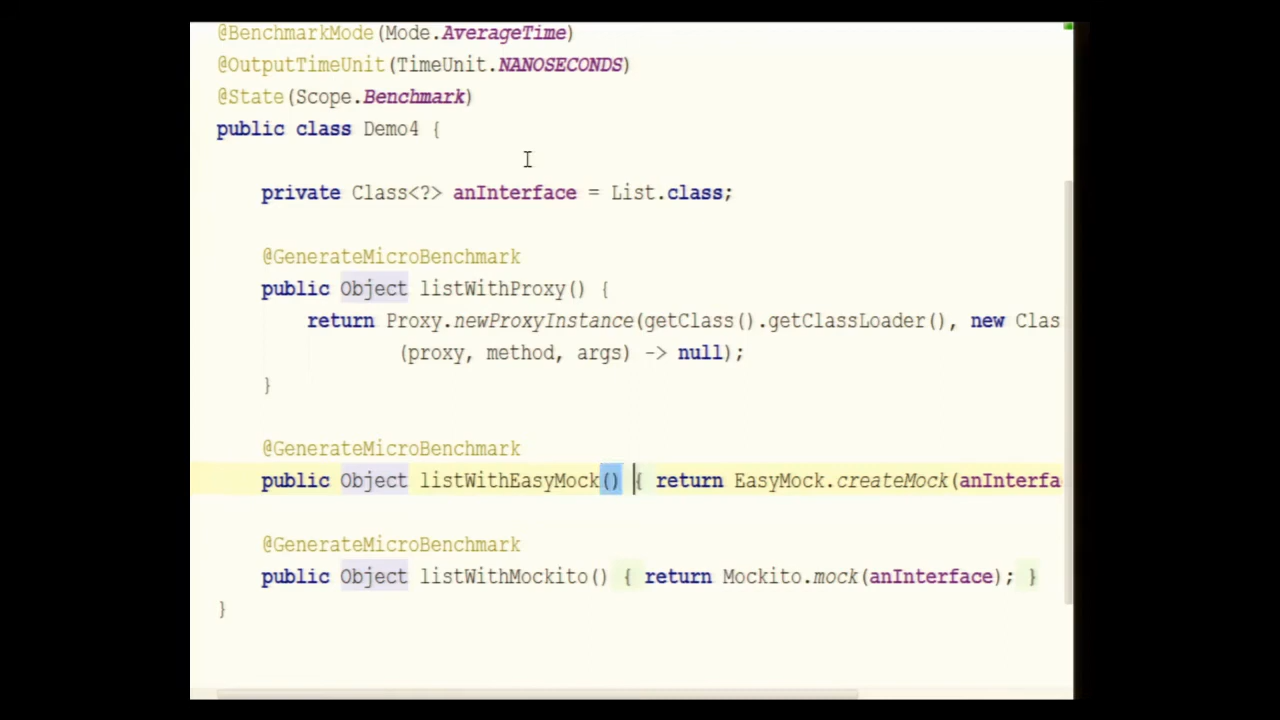 @BenchmarkMode(Mode.AverageTime)
@OutputTimeUnit(TimeUnit.NANOSECONDS)
@State(Scope.Benchmark)
public class Demo4 {
private Class<?> anInterface = List.class;
@GenerateMicroBenchmark
public Object listWithProxy() {
return Proxy.newProxyInstance(getClass().getClassLoader(), new Clas
(proxy, method, args) -> null);
}
@GenerateMicroBenchmark
public Object listWithEasyMock() { return EasyMock.createMock(anInterfa
@GenerateMicroBenchmark
public Object listWithMockito() { return Mockito.mock(anInterface); }
}